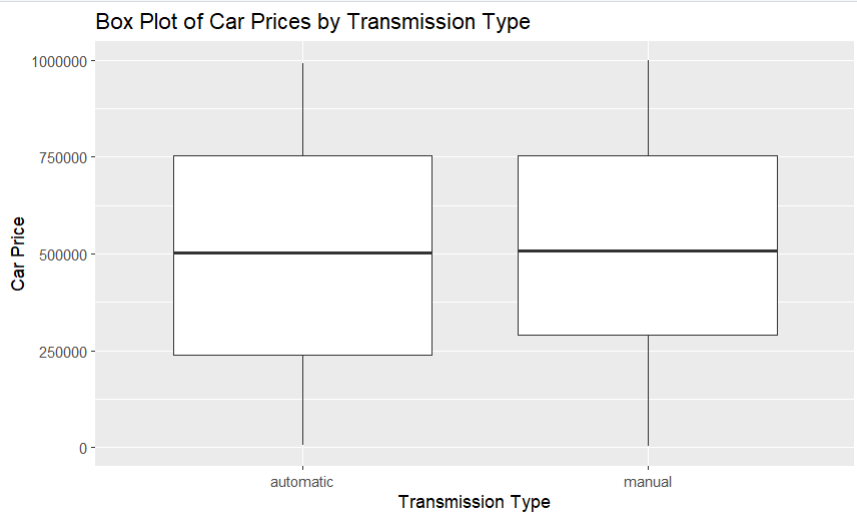 Box Plot of Car Prices by Transmission Type
1000000
750000
500000
250000
0
Car Price
automatic manual
Transmission Type